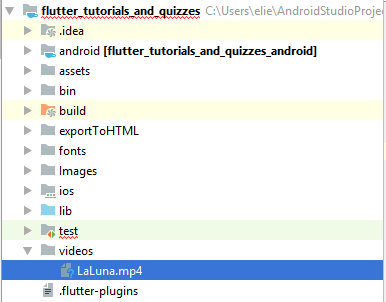 flutter_tutorials_and_quizzes C:\Users\elie\AndroidStudioProjec
.idea
android [flutter_tutorials_and_quizzes_android]
assets
bin
build
exportToHTML
fonts
Images
ios
lib
test
videos
LaLuna.mp4
.flutter-plugins